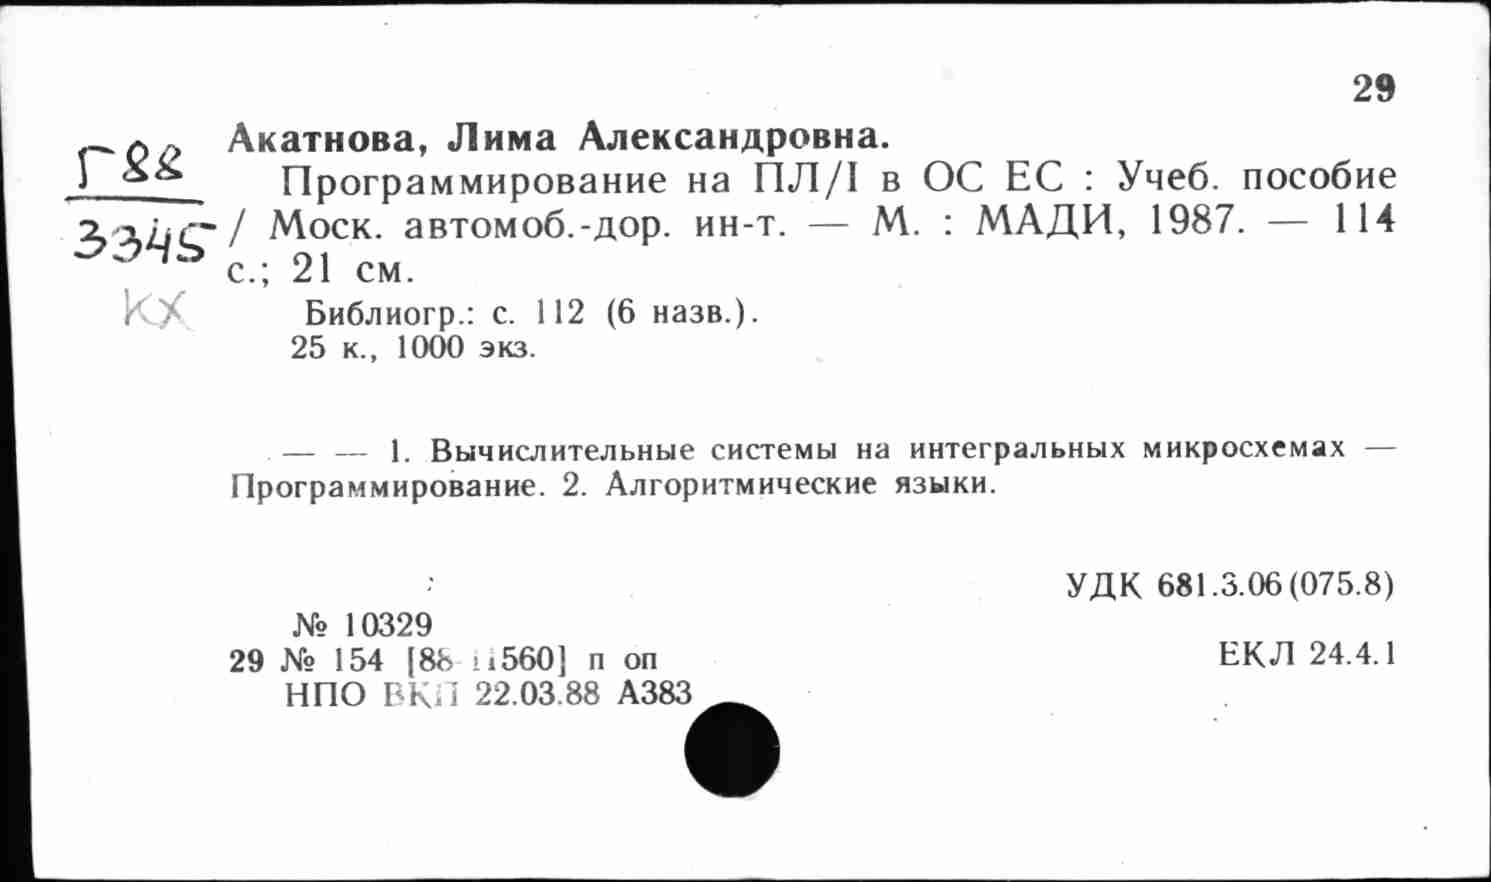 29
Акатнова, Лима Александровна.
Г88
Программирование на ПЛ/I в ОС ЕС : Учеб. пособие
3345
/ Моск. автомоб.-дор. ин-т. — М. : МАДИ, 1987. — 114
с.; 21 см.
КХ
Библиогр.: с. 112 (6 назв.).
25 к., 1000 экз.
— — 1. Вычислительные системы на интегральных микросхемах —
Программирование. 2. Алгоритмические языки.
УДК 681.3.06(075.8)
№ 10329
29 № 154 п оп
ЕКЛ 24.4.1
НПО ВКП 22.03.88 А383